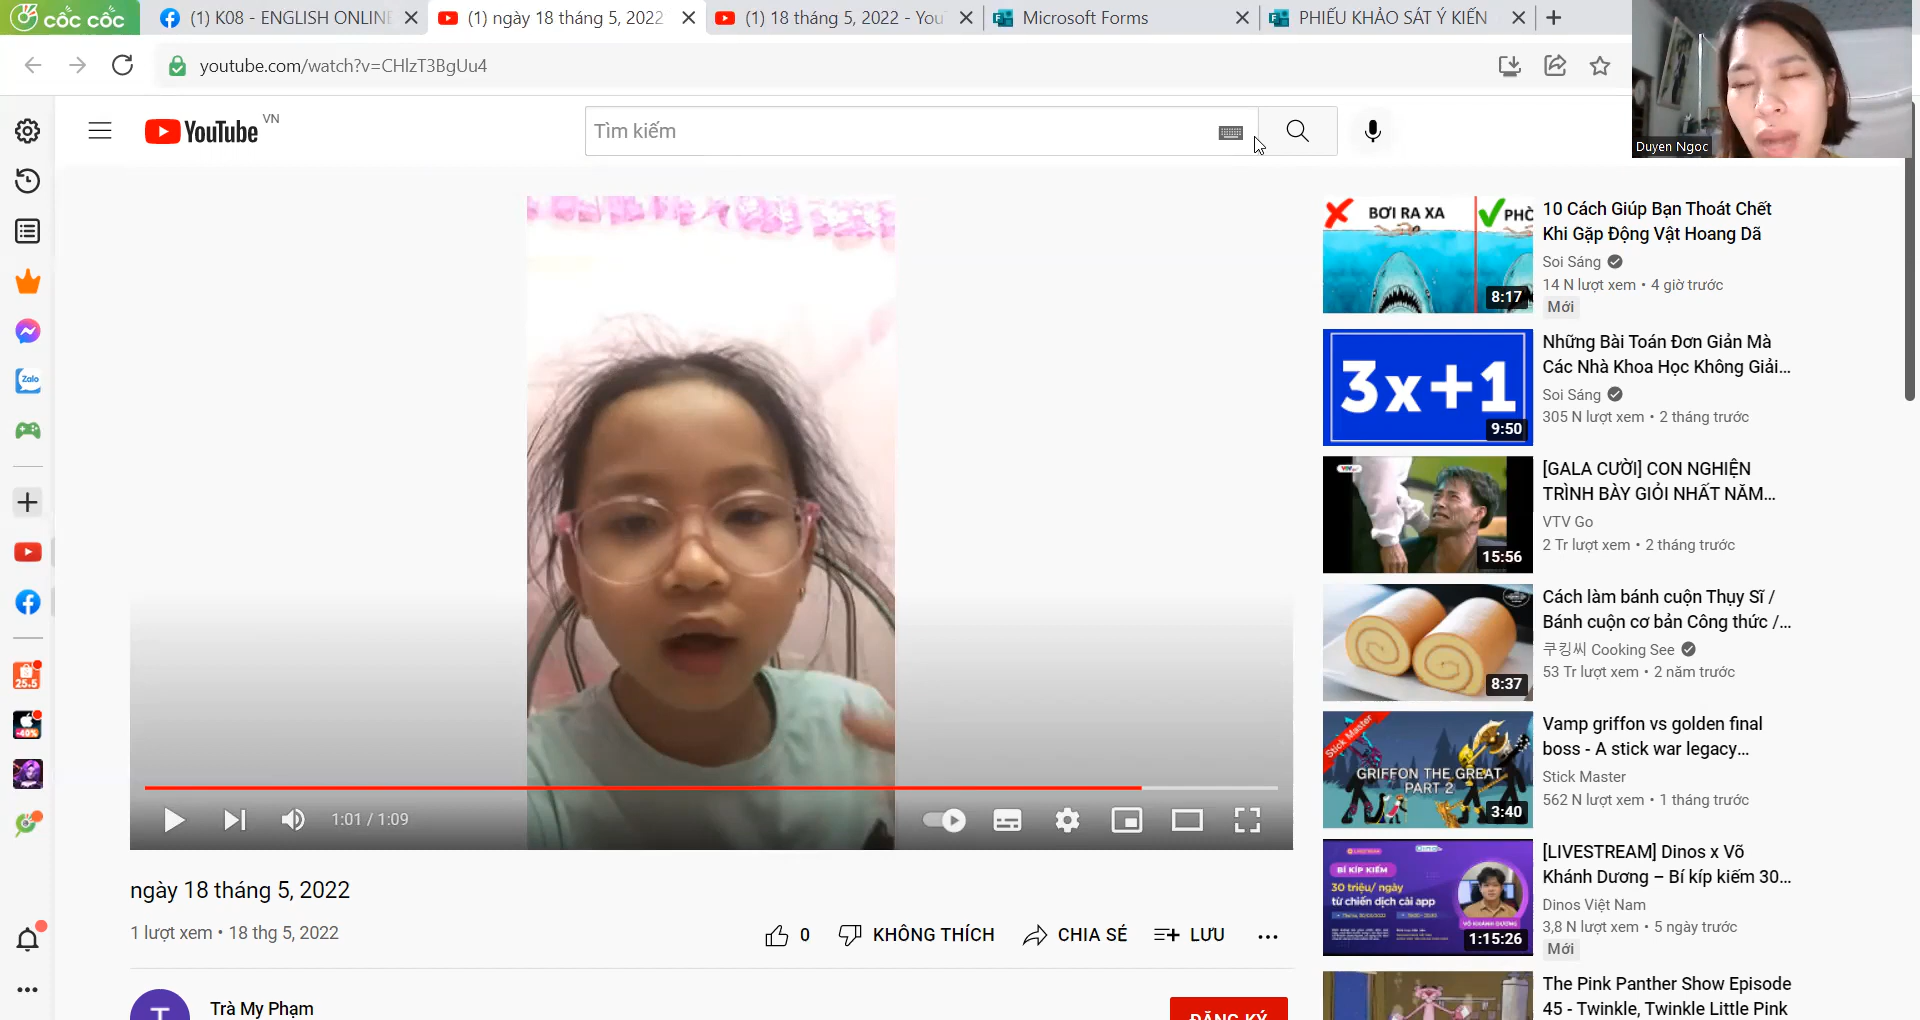 cốc cốc
(1) K08 - ENGLISH ONLINE
(1) ngày 18 tháng 5, 2022
(1) 18 tháng 5, 2022 - You
Microsoft Forms
PHIẾU KHẢO SÁT Ý KIẾN
youtube.com/watch?v=CHlzT3BgUu4
Duyen Ngoc
YouTube VN
Tìm kiếm
BƠI RA XA
8:17
10 Cách Giúp Bạn Thoát Chết
Khi Gặp Động Vật Hoang Dã
Soi Sáng
14 N lượt xem • 4 giờ trước
Mới
3x+1
9:50
Những Bài Toán Đơn Giản Mà
Các Nhà Khoa Học Không Giải...
Soi Sáng
305 N lượt xem • 2 tháng trước
15:56
[GALA CƯỜI] CON NGHIỆN
TRÌNH BÀY GIỎI NHẤT NĂM...
VTV Go
2 Tr lượt xem • 2 tháng trước
8:37
Cách làm bánh cuộn Thụy Sĩ /
Bánh cuộn cơ bản Công thức /...
쿠킹씨 Cooking See
53 Tr lượt xem • 2 năm trước
Stick Master
GRIFFON THE GREAT
PART 2
3:40
Vamp griffon vs golden final
boss - A stick war legacy...
Stick Master
562 N lượt xem • 1 tháng trước
BÍ KÍP KIẾM
30 triệu/ ngày
từ chiến dịch cài app
VÕ KHÁNH DƯƠNG
1:15:26
[LIVESTREAM] Dinos x Võ
Khánh Dương – Bí kíp kiếm 30...
Dinos Việt Nam
3,8 N lượt xem • 5 ngày trước
Mới
The Pink Panther Show Episode
45 - Twinkle, Twinkle Little Pink
Zalo
25.5
-40%
1:01 / 1:09
ngày 18 tháng 5, 2022
1 lượt xem • 18 thg 5, 2022
0
KHÔNG THÍCH
CHIA SẺ
LƯU
T
Trà My Phạm
ĐĂNG KÝ